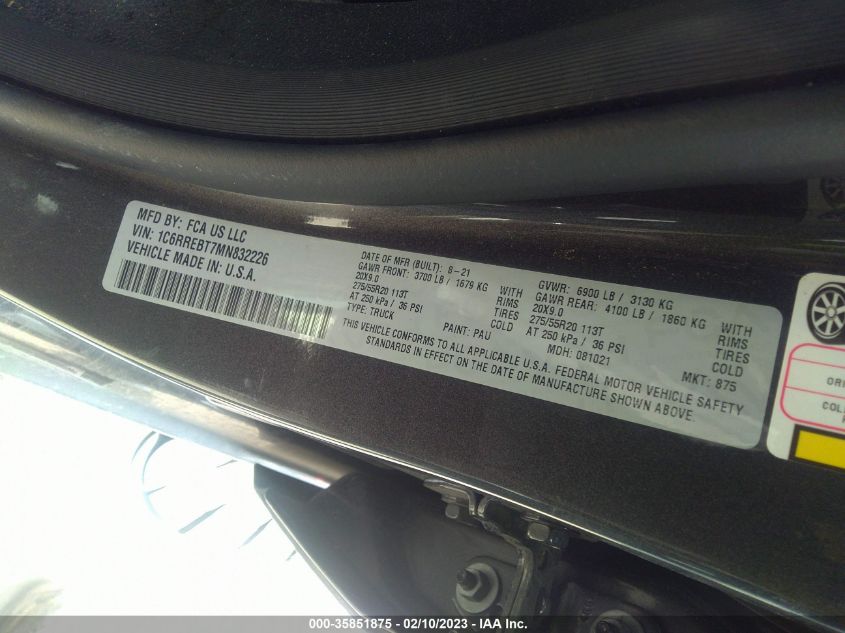 MFD BY: FCA US LLC
VIN: 1C6RREBT7MN832226
VEHICLE MADE IN: U.S.A.
DATE OF MFR (BUILT): 8-21
GAWR FRONT: 3700 LB / 1679 KG WITH
20X9.0 RIMS
275/55R20 113T TIRES
AT 250 kPa / 36 PSI COLD
TYPE: TRUCK
PAINT: PAU
GVWR: 6900 LB / 3130 KG
GAWR REAR: 4100 LB / 1860 KG WITH
20X9.0 RIMS
275/55R20 113T TIRES
AT 250 kPa / 36 PSI COLD
MDH: 081021
MKT: 875
THIS VEHICLE CONFORMS TO ALL APPLICABLE U.S.A. FEDERAL MOTOR VEHICLE SAFETY
STANDARDS IN EFFECT ON THE DATE OF MANUFACTURE SHOWN ABOVE.
000-35851875 - 02/10/2023 - www.iaai.com.